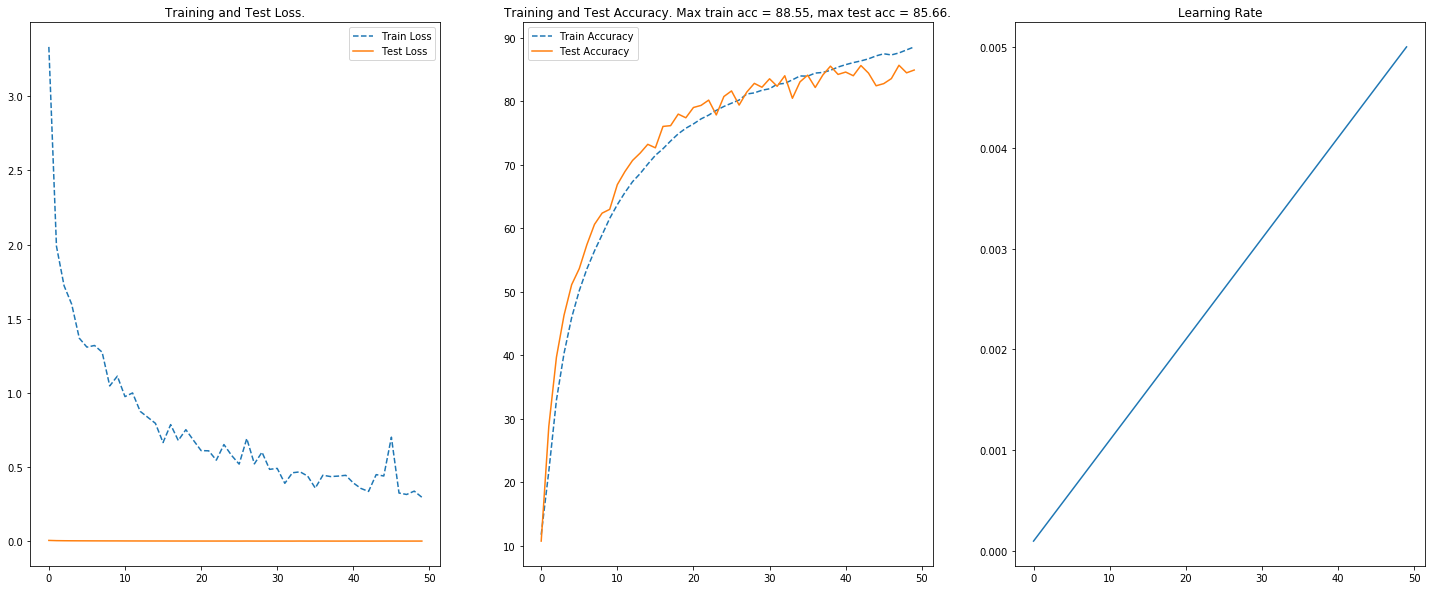 Training and Test Loss.
Train Loss
Test Loss
3.0
2.5
2.0
1.5
1.0
0.5
0.0
0 10 20 30 40 50
Training and Test Accuracy. Max train acc = 88.55, max test acc = 85.66.
Train Accuracy
Test Accuracy
90
80
70
60
50
40
30
20
10
0 10 20 30 40 50
Learning Rate
0.005
0.004
0.003
0.002
0.001
0.000
0 10 20 30 40 50